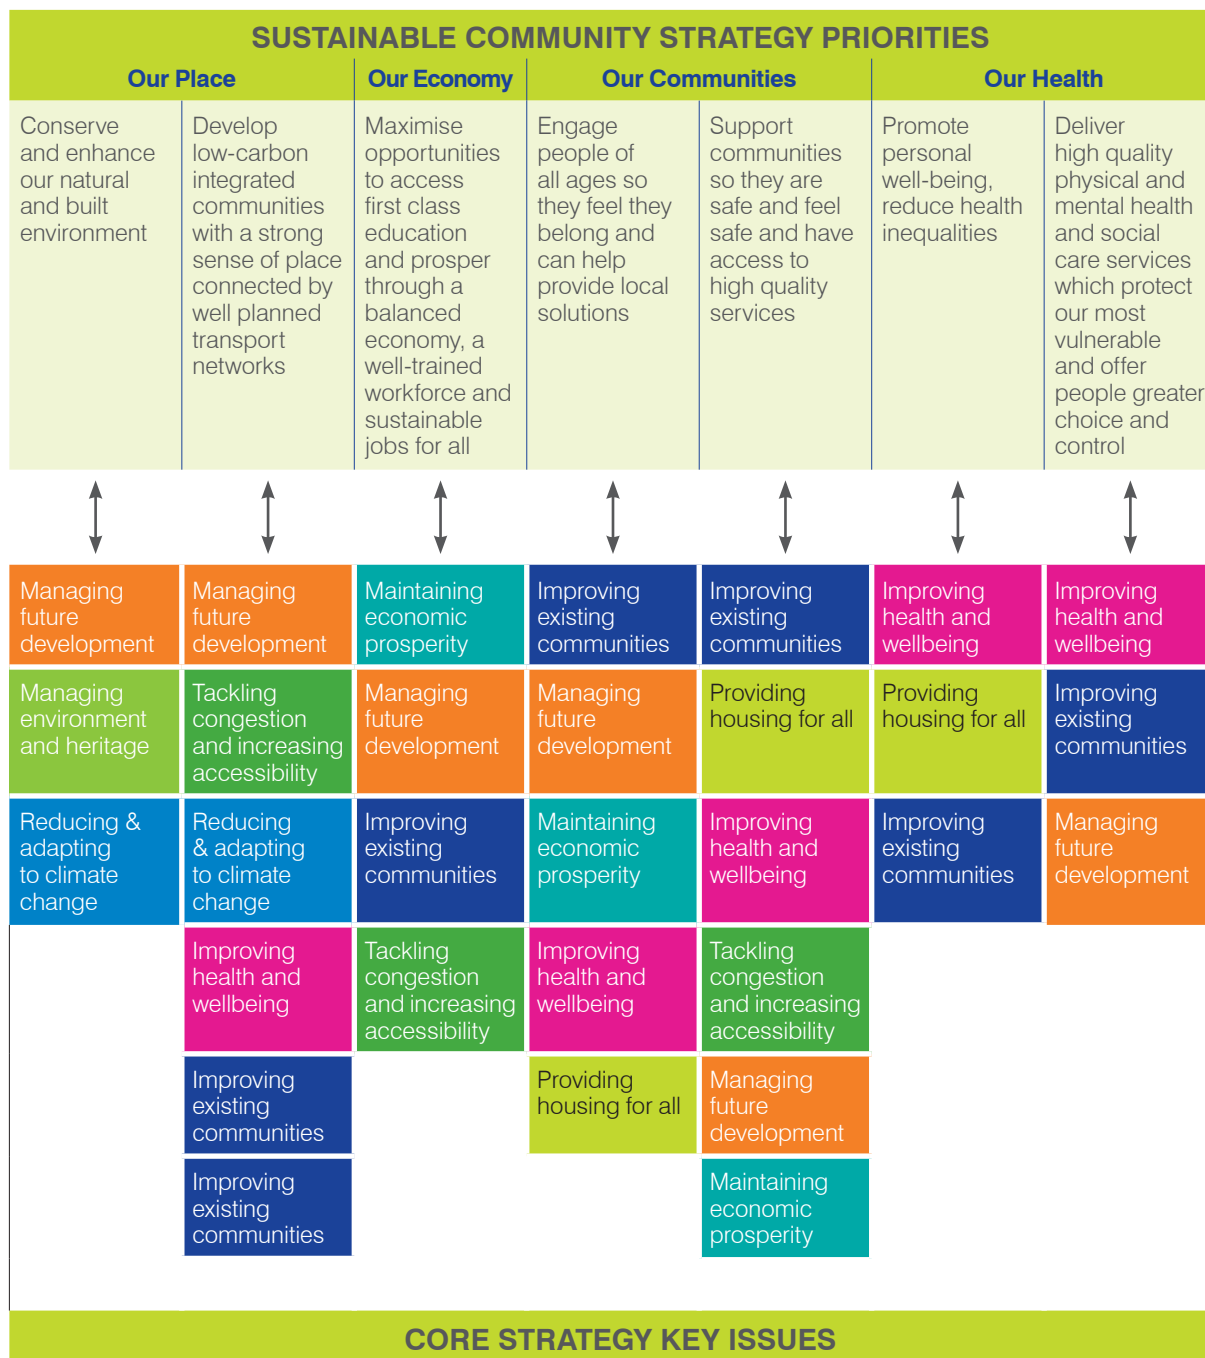 SUSTAINABLE COMMUNITY STRATEGY PRIORITIES
Our Place
Our Economy
Our Communities
Our Health
Conserve
and enhance
our natural
and built
environment
Develop
low-carbon
integrated
communities
with a strong
sense of place
connected by
well planned
transport
networks
Maximise
opportunities
to access
first class
education
and prosper
through a
balanced
economy, a
well-trained
workforce and
sustainable
jobs for all
Engage
people of
all ages so
they feel they
belong and
can help
provide local
solutions
Support
communities
so they are
safe and feel
safe and have
access to
high quality
services
Promote
personal
well-being,
reduce health
inequalities
Deliver
high quality
physical and
mental health
and social
care services
which protect
our most
vulnerable
and offer
people greater
choice and
control
Managing
future
development
Managing
environment
and heritage
Reducing &
adapting
to climate
change
Managing
future
development
Tackling
congestion
and increasing
accessibility
Reducing
& adapting
to climate
change
Improving
health and
wellbeing
Improving
existing
communities
Improving
existing
communities
Maintaining
economic
prosperity
Managing
future
development
Improving
existing
communities
Tackling
congestion
and increasing
accessibility
Improving
existing
communities
Managing
future
development
Maintaining
economic
prosperity
Improving
health and
wellbeing
Providing
housing for all
Improving
existing
communities
Providing
housing for all
Improving
health and
wellbeing
Tackling
congestion
and increasing
accessibility
Managing
future
development
Maintaining
economic
prosperity
Improving
health and
wellbeing
Providing
housing for all
Improving
existing
communities
Improving
health and
wellbeing
Improving
existing
communities
Managing
future
development
CORE STRATEGY KEY ISSUES